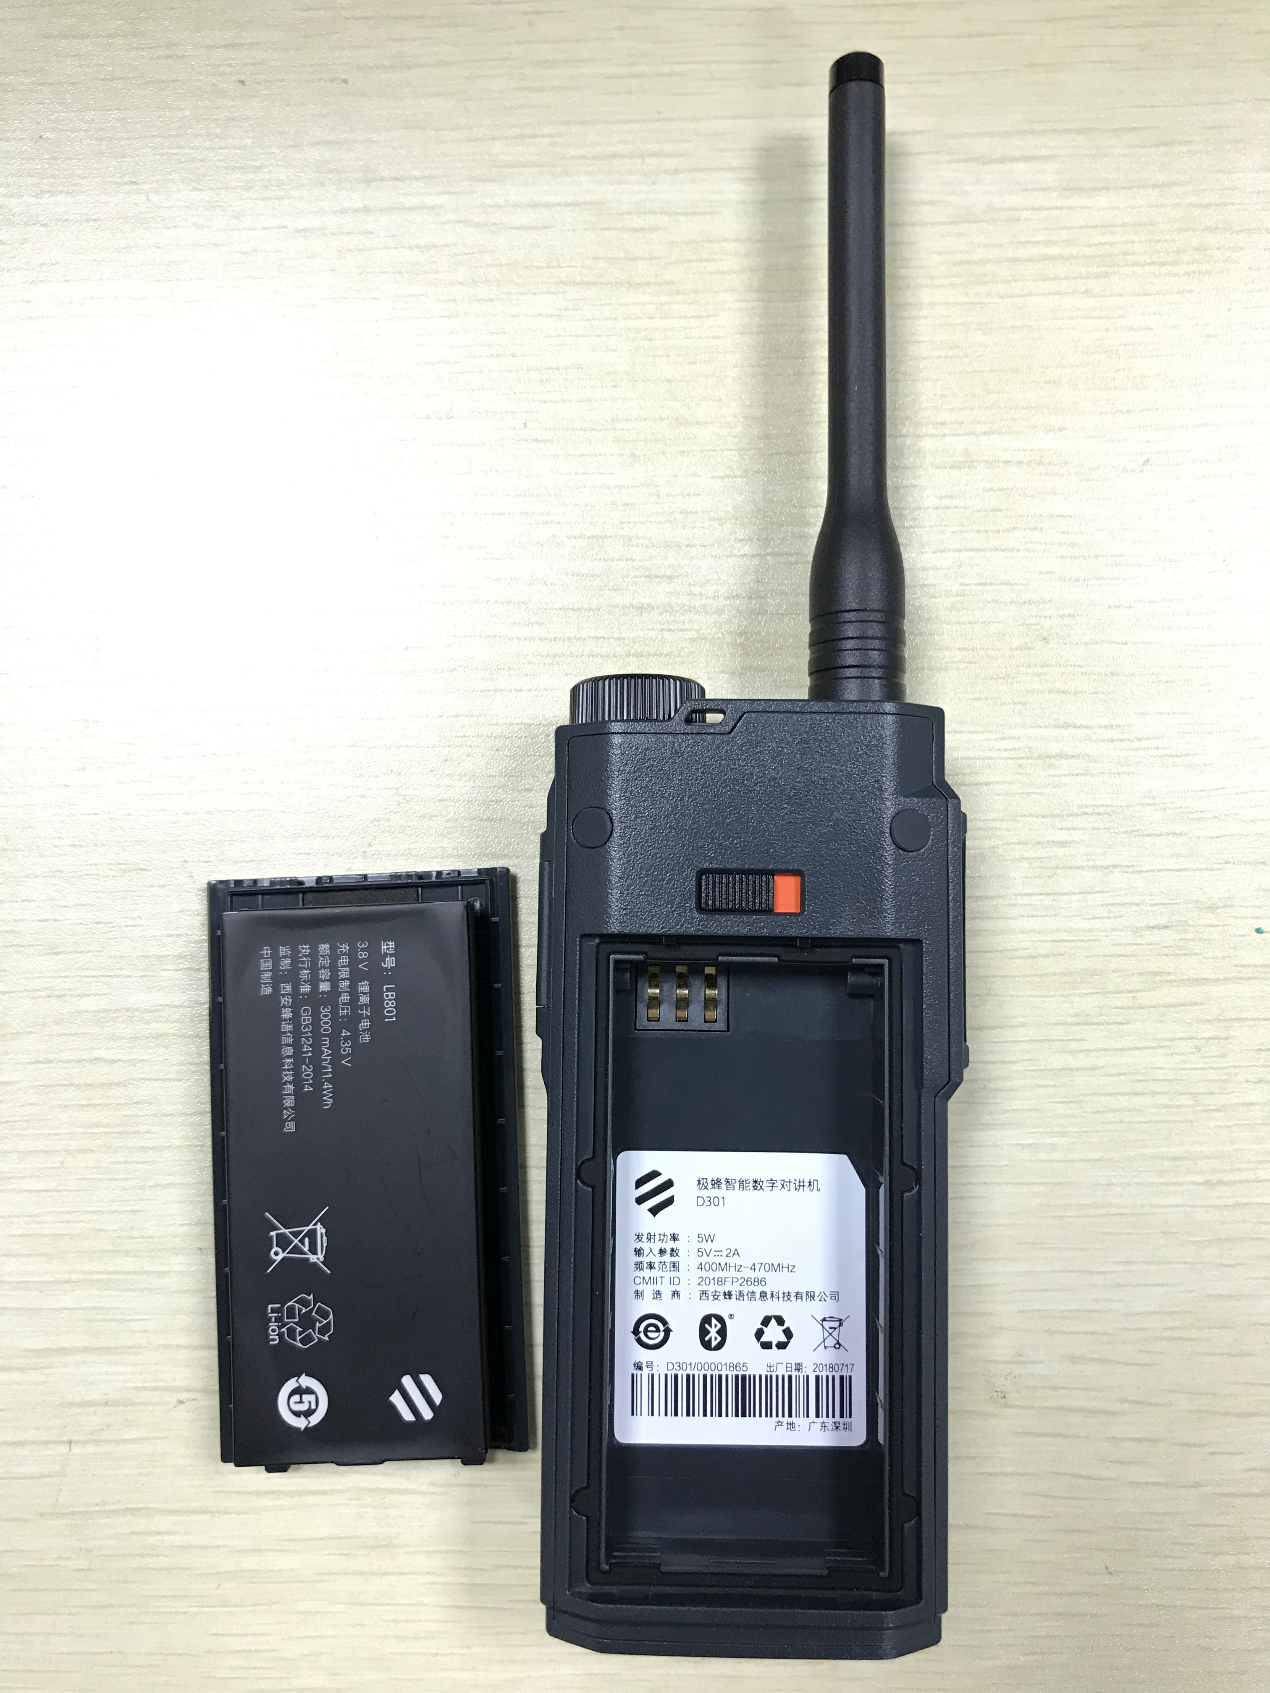 型号：LB801
3.8 V 锂离子电池
充电限制电压：4.35 V
额定容量：3000 mAh/11.4Wh
执行标准：GB31241-2014
监制：西安蜂语信息科技有限公司
中国制造
Li-ion
5
极蜂智能数字对讲机
D301
发射功率：5W
输入参数：5V⎓2A
频率范围：400MHz-470MHz
CMIIT ID：2018FP2686
制 造 商：西安蜂语信息科技有限公司
e
®
编号：D301/00001865 出厂日期：20180717
产地：广东深圳